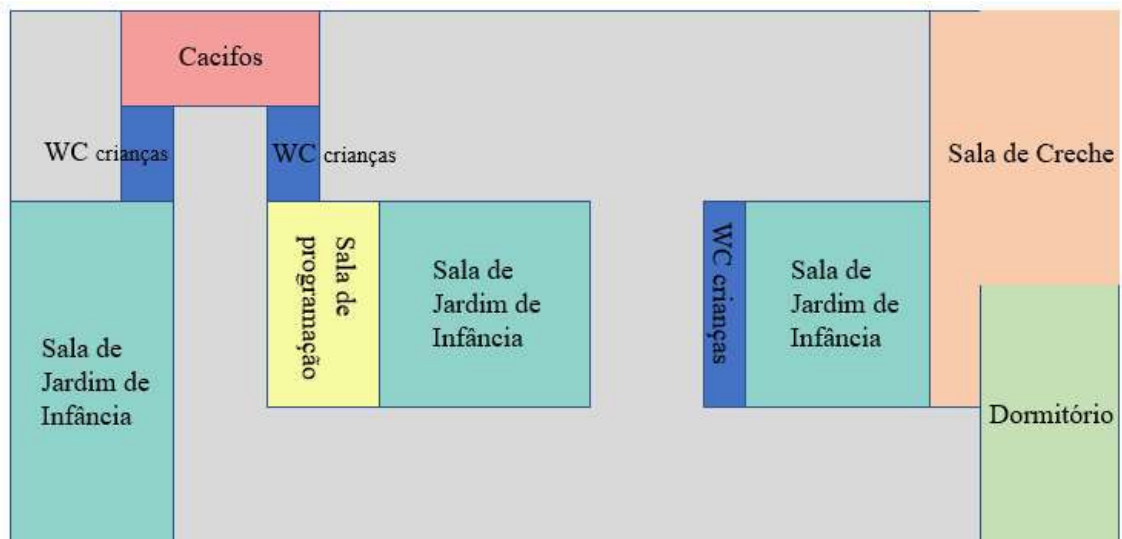 Cacifos
WC crianças
WC crianças
Sala de Creche
Sala de
programação
Sala de
Jardim de
Infância
WC crianças
Sala de
Jardim de
Infância
Sala de
Jardim de
Infância
Dormitório